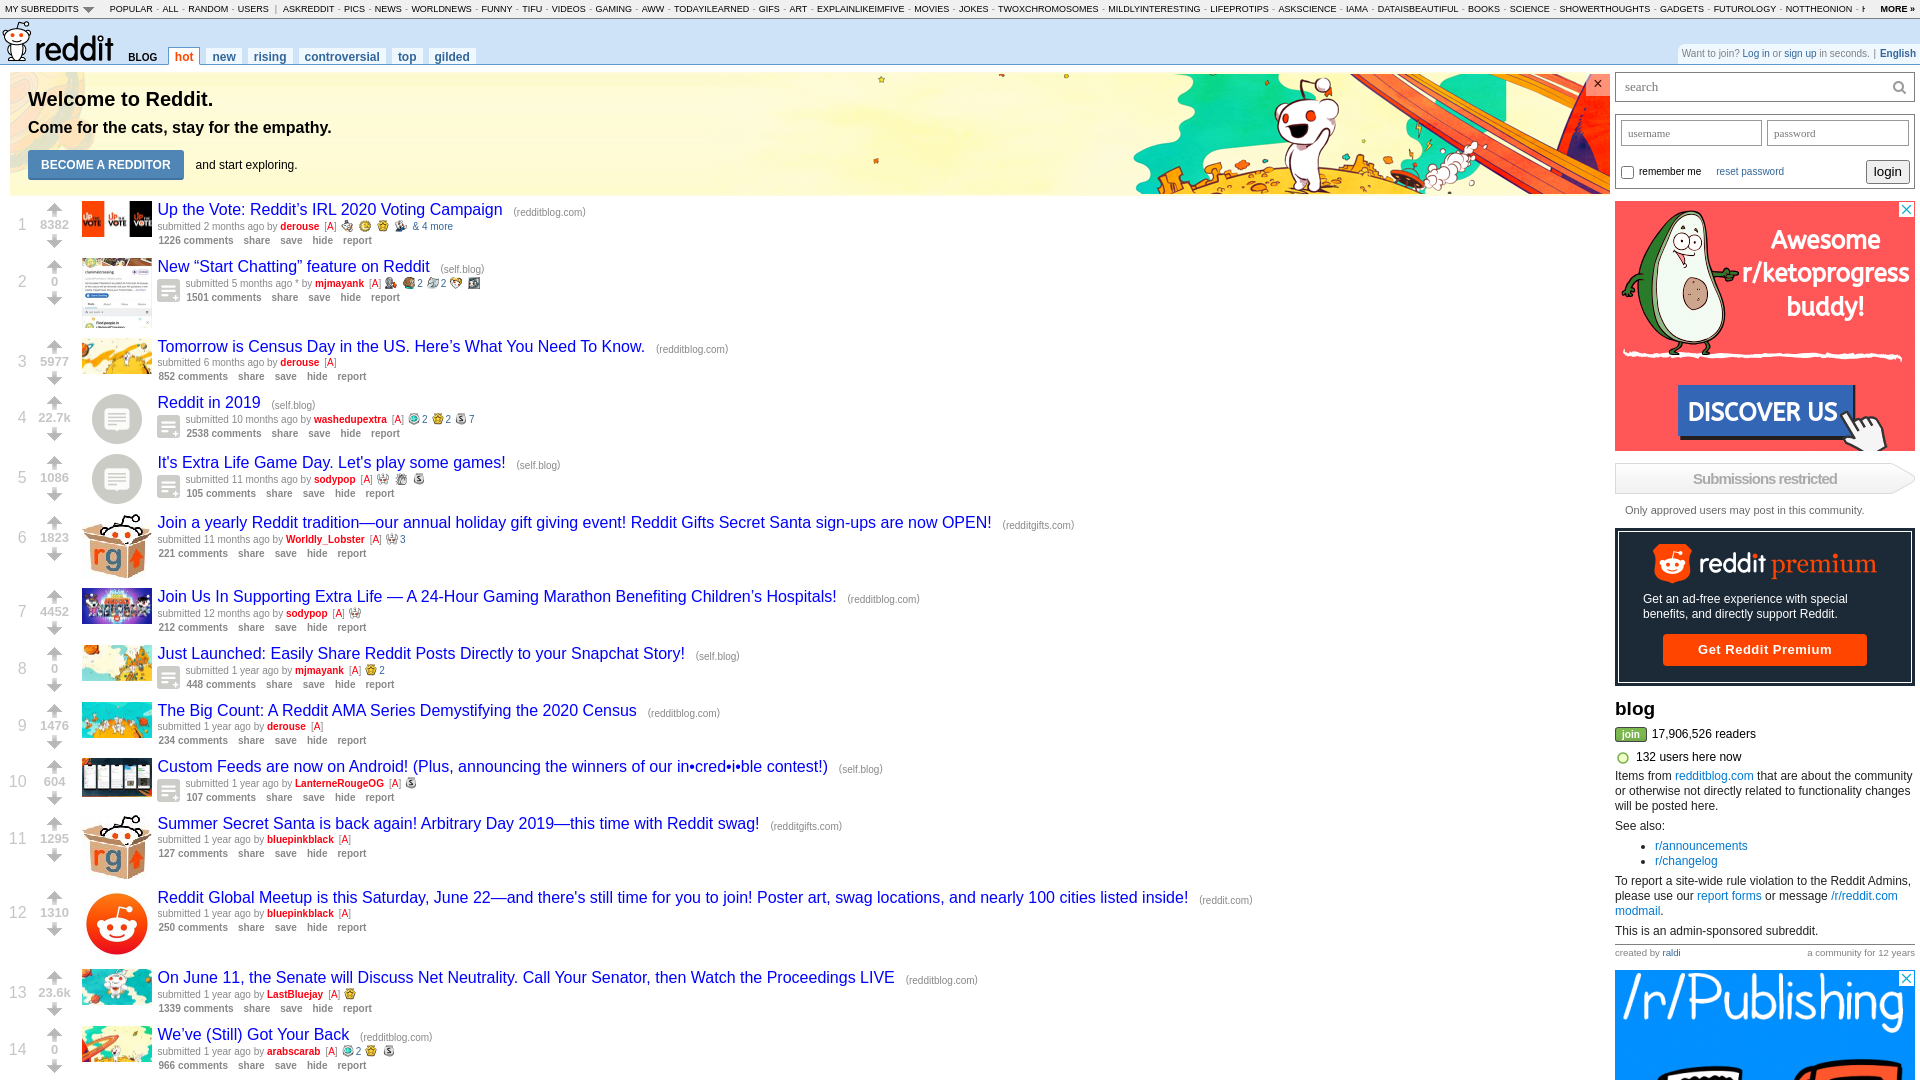 MY SUBREDDITS POPULAR - ALL - RANDOM - USERS | ASKREDDIT - PICS - NEWS - WORLDNEWS - FUNNY - TIFU - VIDEOS - GAMING - AWW - TODAYILEARNED - GIFS - ART - EXPLAINLIKEIMFIVE - MOVIES - JOKES - TWOXCHROMOSOMES - MILDLYINTERESTING - LIFEPROTIPS - ASKSCIENCE - IAMA - DATAISBEAUTIFUL - BOOKS - SCIENCE - SHOWERTHOUGHTS - GADGETS - FUTUROLOGY - NOTTHEONION - MORE »
reddit BLOG hot new rising controversial top gilded
Want to join? Log in or sign up in seconds. | English
Welcome to Reddit.
Come for the cats, stay for the empathy.
BECOME A REDDITOR and start exploring.
×
1
8382
UP THE VOTE
Up the Vote: Reddit’s IRL 2020 Voting Campaign (redditblog.com)
submitted 2 months ago by derouse [A] & 4 more
1226 comments share save hide report
2
0
New “Start Chatting” feature on Reddit (self.blog)
submitted 5 months ago * by mjmayank [A] 2 2
1501 comments share save hide report
3
5977
Tomorrow is Census Day in the US. Here’s What You Need To Know. (redditblog.com)
submitted 6 months ago by derouse [A]
852 comments share save hide report
4
22.7k
Reddit in 2019 (self.blog)
submitted 10 months ago by washedupextra [A] 2 2 7
2538 comments share save hide report
5
1086
It's Extra Life Game Day. Let's play some games! (self.blog)
submitted 11 months ago by sodypop [A]
105 comments share save hide report
6
1823
rg
Join a yearly Reddit tradition—our annual holiday gift giving event! Reddit Gifts Secret Santa sign-ups are now OPEN! (redditgifts.com)
submitted 11 months ago by Worldly_Lobster [A] 3
221 comments share save hide report
7
4452
Join Us In Supporting Extra Life — A 24-Hour Gaming Marathon Benefiting Children’s Hospitals! (redditblog.com)
submitted 12 months ago by sodypop [A]
212 comments share save hide report
8
0
Just Launched: Easily Share Reddit Posts Directly to your Snapchat Story! (self.blog)
submitted 1 year ago by mjmayank [A] 2
448 comments share save hide report
9
1476
The Big Count: A Reddit AMA Series Demystifying the 2020 Census (redditblog.com)
submitted 1 year ago by derouse [A]
234 comments share save hide report
10
604
Custom Feeds are now on Android! (Plus, announcing the winners of our in•cred•i•ble contest!) (self.blog)
submitted 1 year ago by LanterneRougeOG [A]
107 comments share save hide report
11
1295
rg
Summer Secret Santa is back again! Arbitrary Day 2019—this time with Reddit swag! (redditgifts.com)
submitted 1 year ago by bluepinkblack [A]
127 comments share save hide report
12
1310
Reddit Global Meetup is this Saturday, June 22—and there's still time for you to join! Poster art, swag locations, and nearly 100 cities listed inside! (reddit.com)
submitted 1 year ago by bluepinkblack [A]
250 comments share save hide report
13
23.6k
On June 11, the Senate will Discuss Net Neutrality. Call Your Senator, then Watch the Proceedings LIVE (redditblog.com)
submitted 1 year ago by LastBluejay [A]
1339 comments share save hide report
14
0
We’ve (Still) Got Your Back (redditblog.com)
submitted 1 year ago by arabscarab [A] 2
966 comments share save hide report
search
username password
remember me reset password login
Awesome
r/ketoprogress
buddy!
DISCOVER US
Submissions restricted
Only approved users may post in this community.
reddit premium
Get an ad-free experience with special
benefits, and directly support Reddit.
Get Reddit Premium
blog
join 17,906,526 readers
132 users here now
Items from redditblog.com that are about the community
or otherwise not directly related to functionality changes
will be posted here.
See also:
• r/announcements
• r/changelog
To report a site-wide rule violation to the Reddit Admins,
please use our report forms or message /r/reddit.com
modmail.
This is an admin-sponsored subreddit.
created by raldi a community for 12 years
/r/Publishing